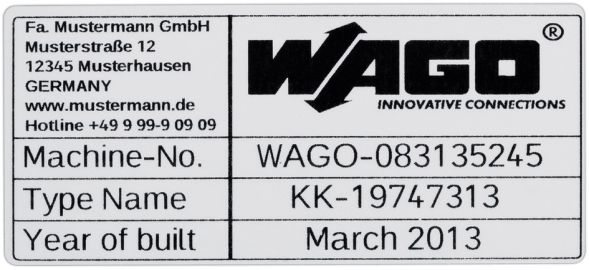 Fa. Mustermann GmbH
Musterstraße 12
12345 Musterhausen
GERMANY
www.mustermann.de
Hotline +49 9 99-9 09 09
WAGO®
INNOVATIVE CONNECTIONS
Machine-No. WAGO-083135245
Type Name KK-19747313
Year of built March 2013